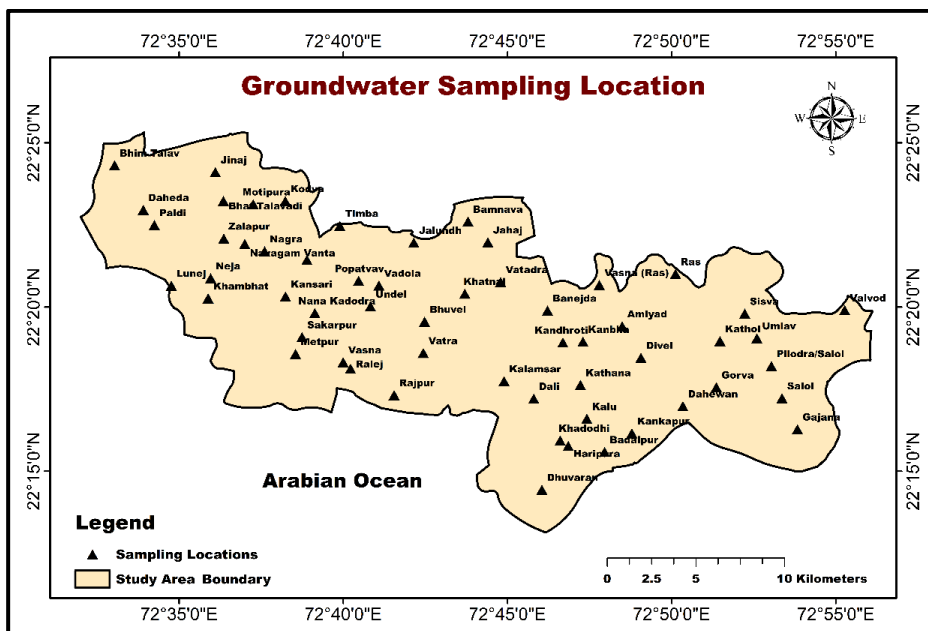 72°35'0"E 72°40'0"E 72°45'0"E 72°50'0"E 72°55'0"E
Groundwater Sampling Location
N
W E
S
22°25'0"N 22°25'0"N
Bhim Talav
Jinaj
Motipura Kodva
Daheda
Paldi
Bhat Talavadi
Timba
Bamnava
Zalapur
Nagra
Jalundh
Jahaj
Navagam Vanta
Lunej
Neja
Popatvav
Vadola
Vatadra
Vasna (Ras)
Ras
Khambhat
Kansari
Undel
Khatnal
22°20'0"N 22°20'0"N
Nana Kadodra
Bhuvel
Banejda
Amlyad
Sisva
Valvod
Sakarpur
Kandhroti
Kanbha
Kathol
Umlav
Metpur
Vasna
Vatra
Divel
Ralej
Pilodra/Salol
Rajpur
Kalamsar
Kathana
Gorva
Dali
Dahewan
Salol
Kalu
Khadodhi
Kankapur
Gajana
Haripura
Badalpur
22°15'0"N 22°15'0"N
Dhuvaran
Arabian Ocean
Legend
Sampling Locations
Study Area Boundary
0 2.5 5 10 Kilometers
72°35'0"E 72°40'0"E 72°45'0"E 72°50'0"E 72°55'0"E